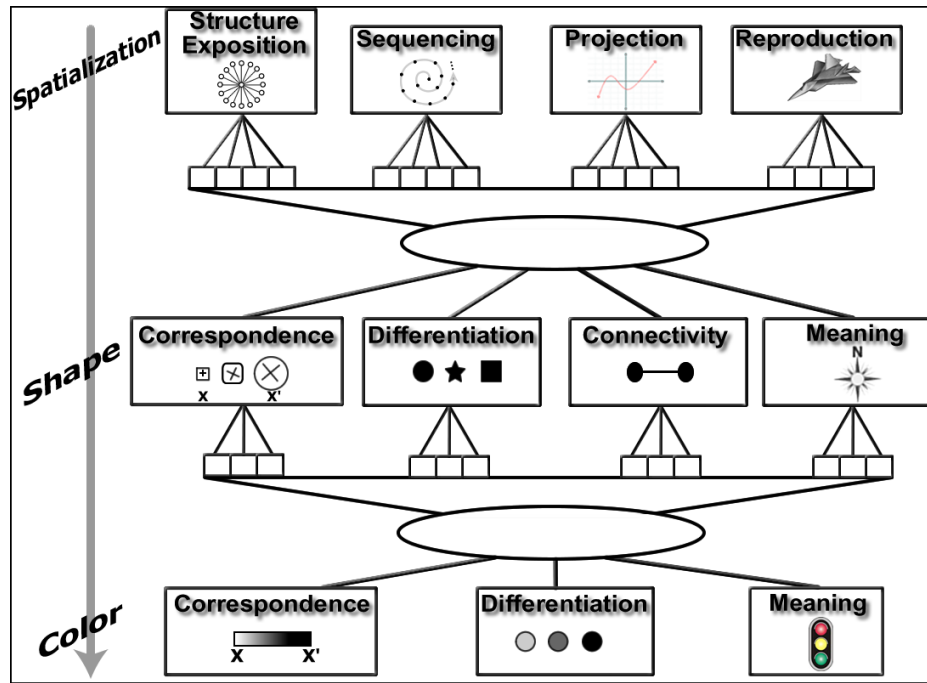 Spatialization
Structure
Exposition
Sequencing
Projection
Reproduction
Shape
Correspondence
x
x'
Differentiation
Connectivity
Meaning
N
Color
Correspondence
x
x'
Differentiation
Meaning